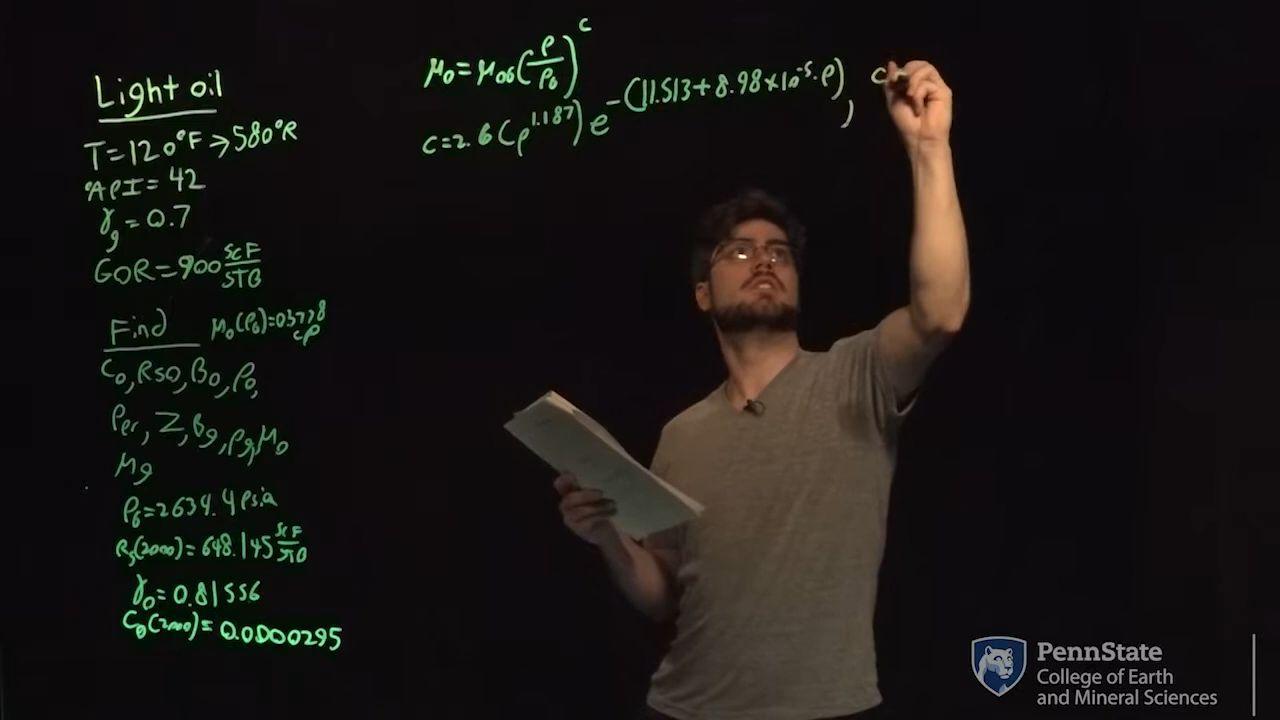 Light oil
T=120°F→580°R
°API=42
γg=0.7
GOR=900 SCF/STB
Find μo(Pb)=0.5778 cP
Co, Rso, Bo, ρo,
Ppr, Z, Bg, ρg, μo
μg
Pb=2634.4 Psia
Rs(2000)=648.145 SCF/STB
γo=0.81556
Co(2000)=0.0000295
μo=μob(P/Pb)^c
c=2.6(P^1.187)e^-(11.513+8.98×10^-5·P),
PennState
College of Earth
and Mineral Sciences